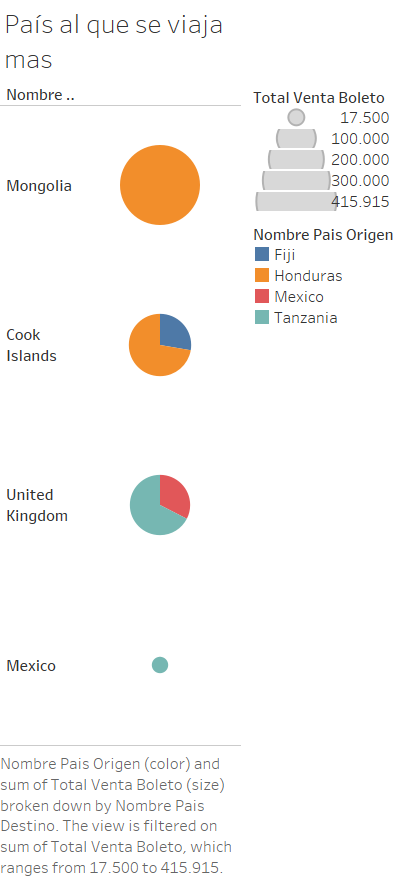 País al que se viaja
mas
Nombre ..
Mongolia
Cook
Islands
United
Kingdom
Mexico
Total Venta Boleto
17.500
100.000
200.000
300.000
415.915
Nombre Pais Origen
Fiji
Honduras
Mexico
Tanzania
Nombre Pais Origen (color) and
sum of Total Venta Boleto (size)
broken down by Nombre Pais
Destino. The view is filtered on
sum of Total Venta Boleto, which
ranges from 17.500 to 415.915.